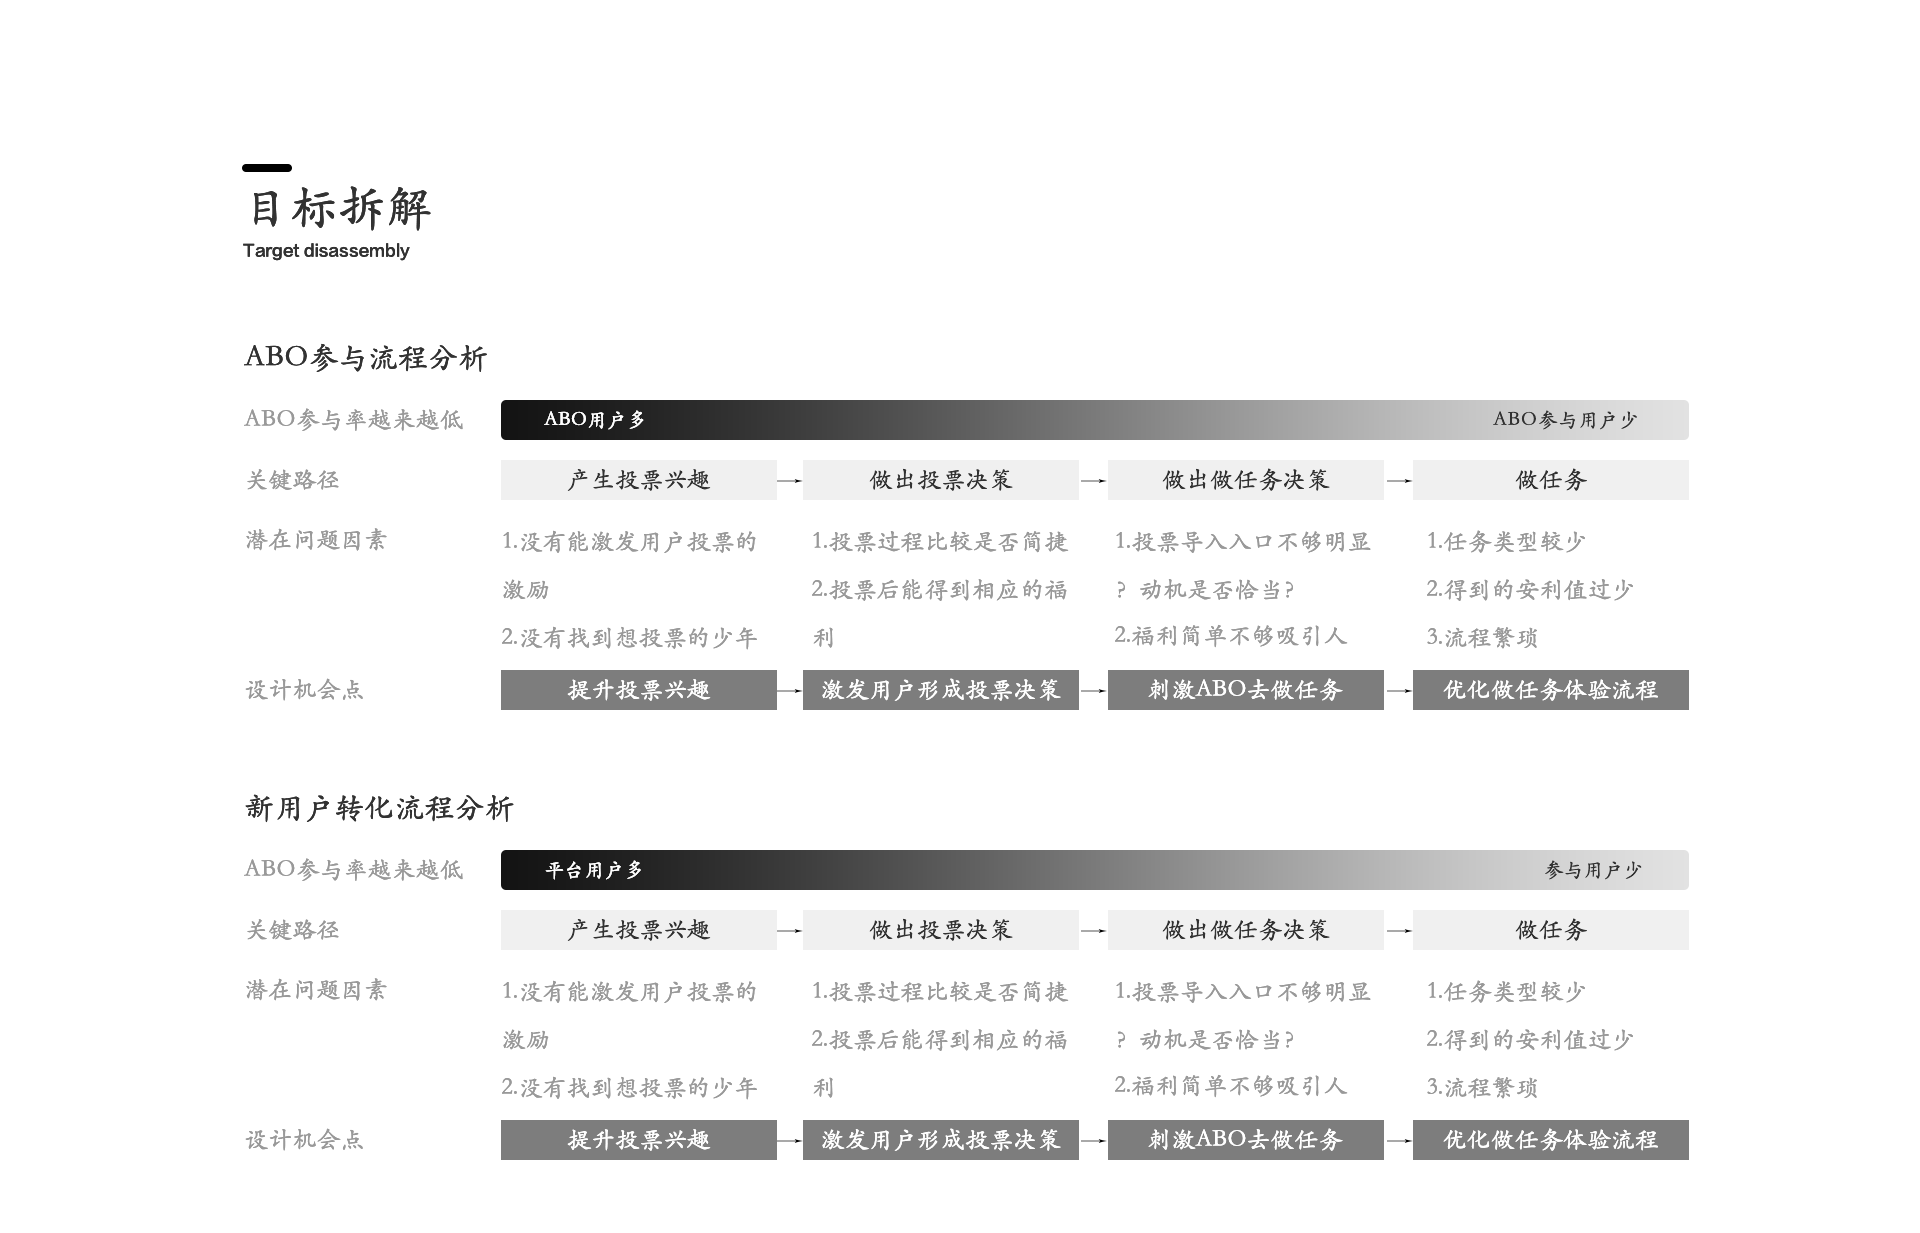 目标拆解
Target disassembly
ABO参与流程分析
ABO参与率越来越低
ABO用户多
ABO参与用户少
关键路径
产生投票兴趣
做出投票决策
做出做任务决策
做任务
潜在问题因素
1.没有能激发用户投票的
激励
2.没有找到想投票的少年
1.投票过程比较是否简捷
2.投票后能得到相应的福
利
1.投票导入入口不够明显
？动机是否恰当？
2.福利简单不够吸引人
1.任务类型较少
2.得到的安利值过少
3.流程繁琐
设计机会点
提升投票兴趣
激发用户形成投票决策
刺激ABO去做任务
优化做任务体验流程
新用户转化流程分析
ABO参与率越来越低
平台用户多
参与用户少
关键路径
产生投票兴趣
做出投票决策
做出做任务决策
做任务
潜在问题因素
1.没有能激发用户投票的
激励
2.没有找到想投票的少年
1.投票过程比较是否简捷
2.投票后能得到相应的福
利
1.投票导入入口不够明显
？动机是否恰当？
2.福利简单不够吸引人
1.任务类型较少
2.得到的安利值过少
3.流程繁琐
设计机会点
提升投票兴趣
激发用户形成投票决策
刺激ABO去做任务
优化做任务体验流程